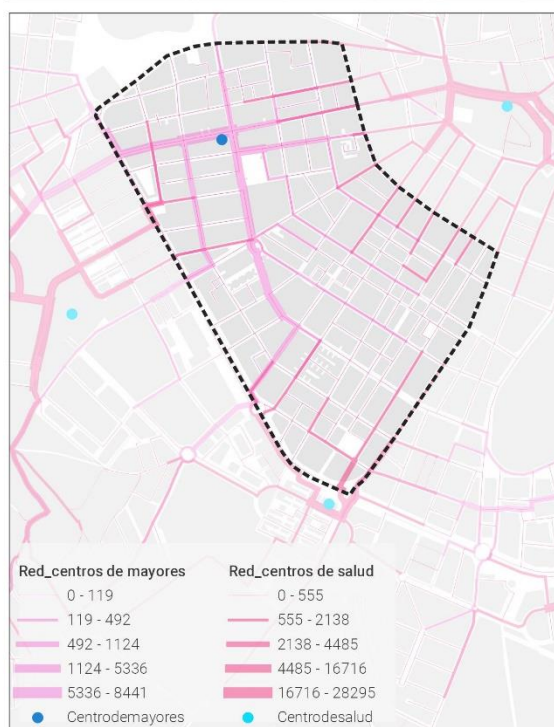 Red_centros de mayores
0 - 119
119 - 492
492 - 1124
1124 - 5336
5336 - 8441
Centrodemayores
Red_centros de salud
0 - 555
555 - 2138
2138 - 4485
4485 - 16716
16716 - 28295
Centrodesalud